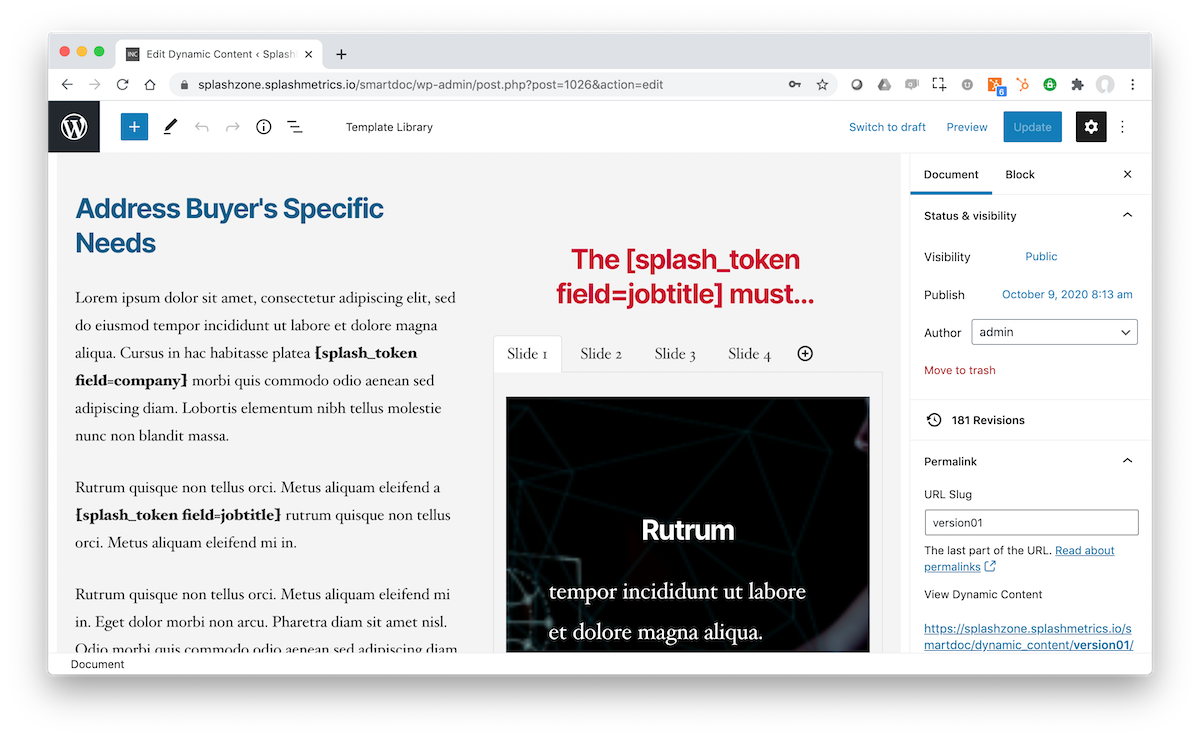 INC Edit Dynamic Content ‹ Splash
splashzone.splashmetrics.io/smartdoc/wp-admin/post.php?post=1026&action=edit
6
Template Library
Switch to draft
Preview
Update
Address Buyer's Specific
Needs
Lorem ipsum dolor sit amet, consectetur adipiscing elit, sed
do eiusmod tempor incididunt ut labore et dolore magna
aliqua. Cursus in hac habitasse platea [splash_token
field=company] morbi quis commodo odio aenean sed
adipiscing diam. Lobortis elementum nibh tellus molestie
nunc non blandit massa.
Rutrum quisque non tellus orci. Metus aliquam eleifend a
[splash_token field=jobtitle] rutrum quisque non tellus
orci. Metus aliquam eleifend mi in.
Rutrum quisque non tellus orci. Metus aliquam eleifend mi
in. Eget dolor morbi non arcu. Pharetra diam sit amet nisl.
Odio morbi quis commodo odio aenean sed adipiscing diam
The [splash_token
field=jobtitle] must...
Slide 1
Slide 2
Slide 3
Slide 4
Rutrum
tempor incididunt ut labore
et dolore magna aliqua.
Document
Block
Status & visibility
Visibility
Public
Publish
October 9, 2020 8:13 am
Author
admin
Move to trash
181 Revisions
Permalink
URL Slug
version01
The last part of the URL. Read about
permalinks
View Dynamic Content
https://splashzone.splashmetrics.io/s
martdoc/dynamic_content/version01/
Document